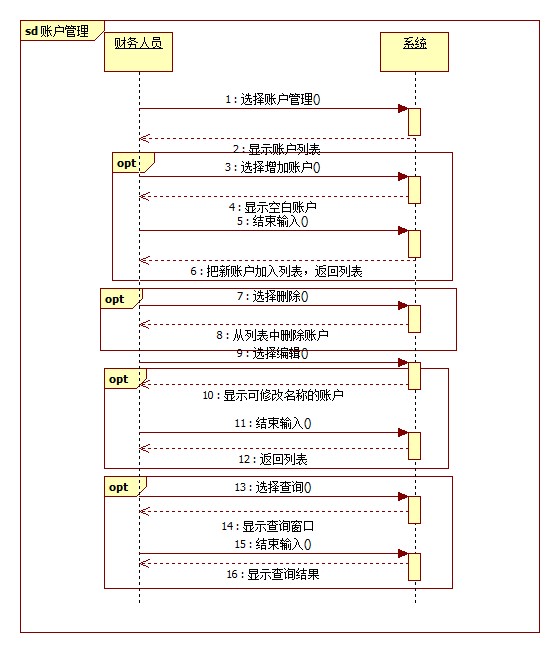 sd 账户管理
财务人员
系统
1 : 选择账户管理()
2 : 显示账户列表
opt
3 : 选择增加账户()
4 : 显示空白账户
5 : 结束输入()
6 : 把新账户加入列表，返回列表
opt
7 : 选择删除()
8 : 从列表中删除账户
9 : 选择编辑()
opt
10 : 显示可修改名称的账户
11 : 结束输入()
12 : 返回列表
opt
13 : 选择查询()
14 : 显示查询窗口
15 : 结束输入()
16 : 显示查询结果